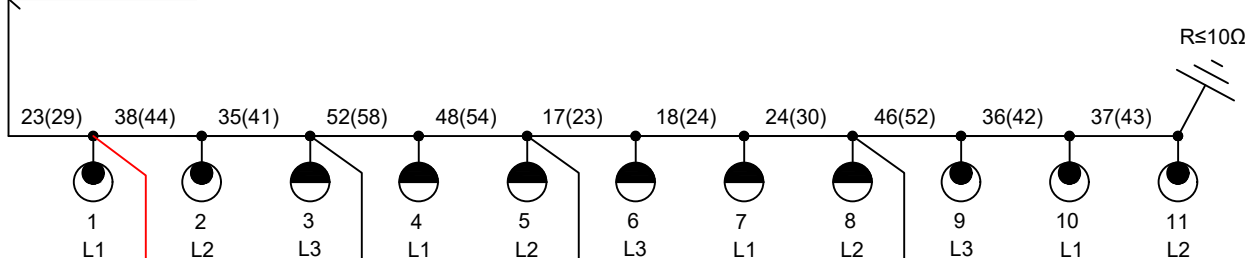 R≤10Ω
23(29) 38(44) 35(41) 52(58) 48(54) 17(23) 18(24) 24(30) 46(52) 36(42) 37(43)
1 2 3 4 5 6 7 8 9 10 11
L1 L2 L3 L1 L2 L3 L1 L2 L3 L1 L2